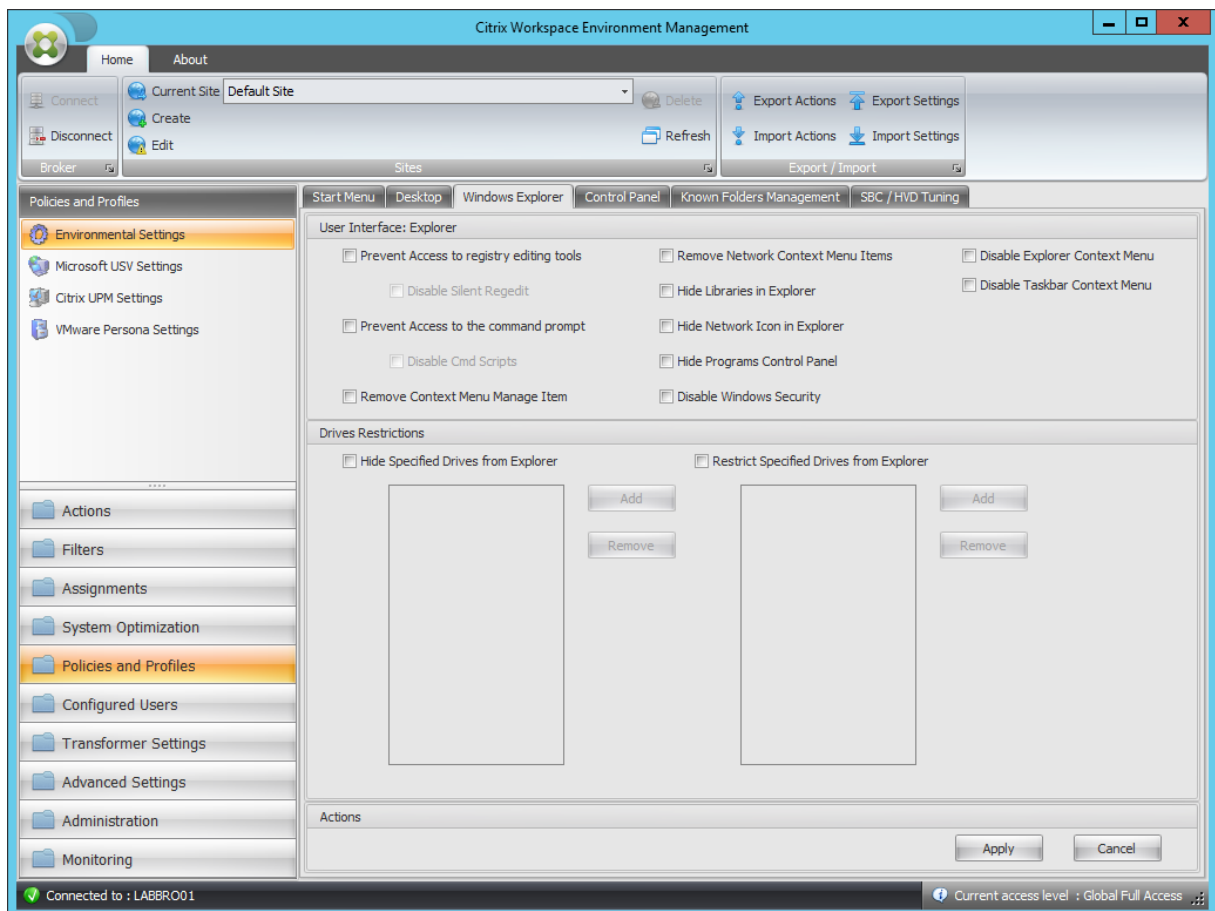 Citrix Workspace Environment Management
Home About
Connect
Disconnect
Broker
Current Site Default Site
Create
Edit
Delete
Refresh
Sites
Export Actions Export Settings
Import Actions Import Settings
Export / Import
Policies and Profiles
Environmental Settings
Microsoft USV Settings
Citrix UPM Settings
VMware Persona Settings
Actions
Filters
Assignments
System Optimization
Policies and Profiles
Configured Users
Transformer Settings
Advanced Settings
Administration
Monitoring
Start Menu Desktop Windows Explorer Control Panel Known Folders Management SBC / HVD Tuning
User Interface: Explorer
Prevent Access to registry editing tools Remove Network Context Menu Items Disable Explorer Context Menu
Disable Silent Regedit Hide Libraries in Explorer Disable Taskbar Context Menu
Prevent Access to the command prompt Hide Network Icon in Explorer
Disable Cmd Scripts Hide Programs Control Panel
Remove Context Menu Manage Item Disable Windows Security
Drives Restrictions
Hide Specified Drives from Explorer Restrict Specified Drives from Explorer
Add Add
Remove Remove
Actions
Apply Cancel
Connected to : LABBRO01 Current access level : Global Full Access